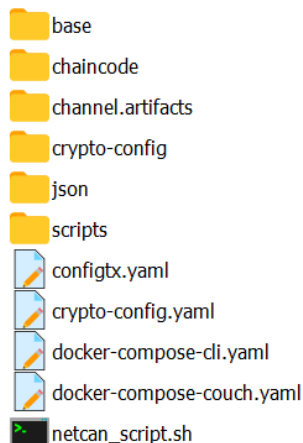 base
chaincode
channel.artifacts
crypto-config
json
scripts
configtx.yaml
crypto-config.yaml
docker-compose-cli.yaml
docker-compose-couch.yaml
netcan_script.sh